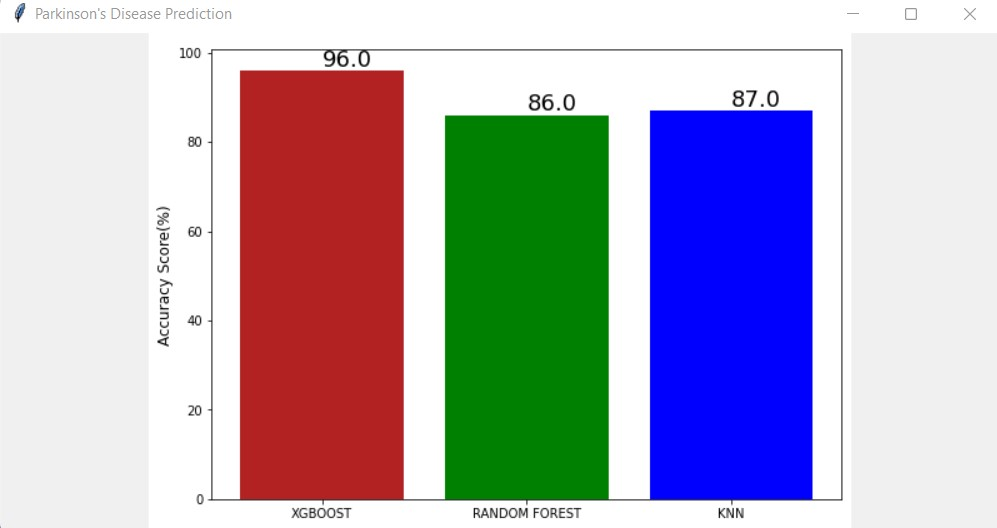 Parkinson's Disease Prediction
96.0
86.0
87.0
100
80
60
40
20
0
Accuracy Score(%)
XGBOOST
RANDOM FOREST
KNN